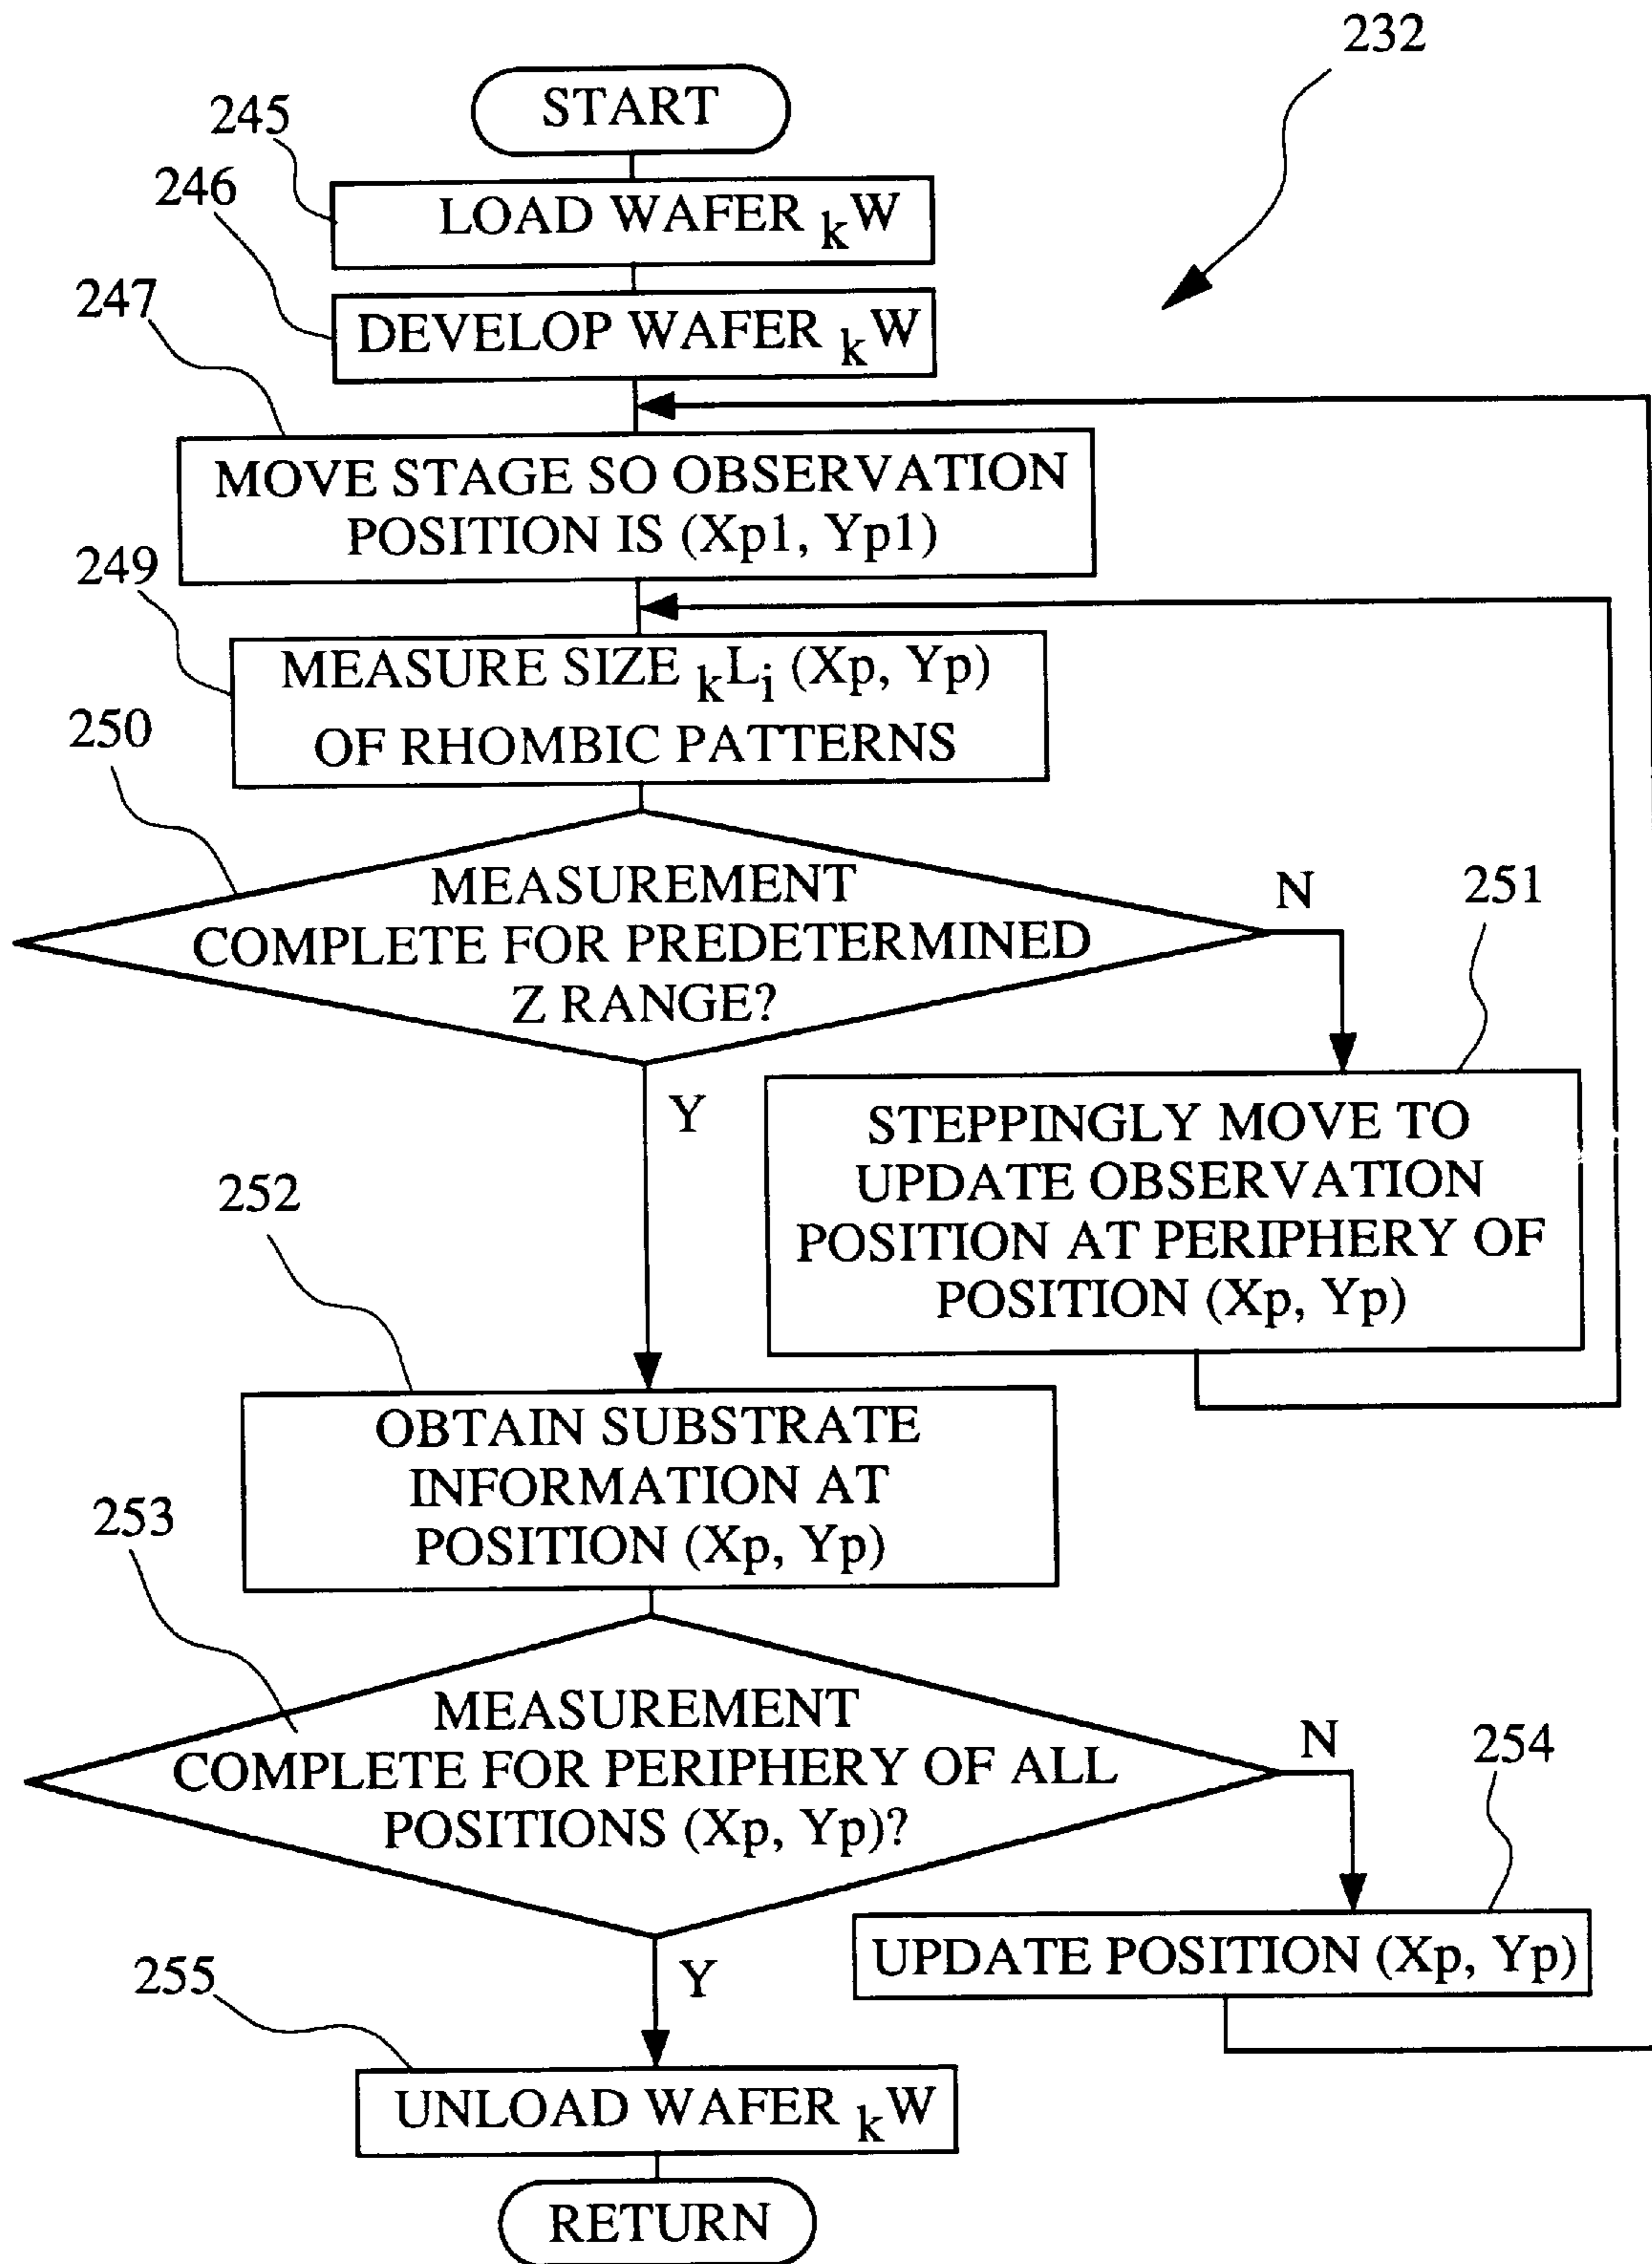 232
START
245
LOAD WAFER kW
246
DEVELOP WAFER kW
247
MOVE STAGE SO OBSERVATION
POSITION IS (Xp1, Yp1)
249
MEASURE SIZE kLi (Xp, Yp)
OF RHOMBIC PATTERNS
250
MEASUREMENT
COMPLETE FOR PREDETERMINED
Z RANGE?
N
251
Y
STEPPINGLY MOVE TO
UPDATE OBSERVATION
POSITION AT PERIPHERY OF
POSITION (Xp, Yp)
252
OBTAIN SUBSTRATE
INFORMATION AT
POSITION (Xp, Yp)
253
MEASUREMENT
COMPLETE FOR PERIPHERY OF ALL
POSITIONS (Xp, Yp)?
N
254
UPDATE POSITION (Xp, Yp)
Y
255
UNLOAD WAFER kW
RETURN